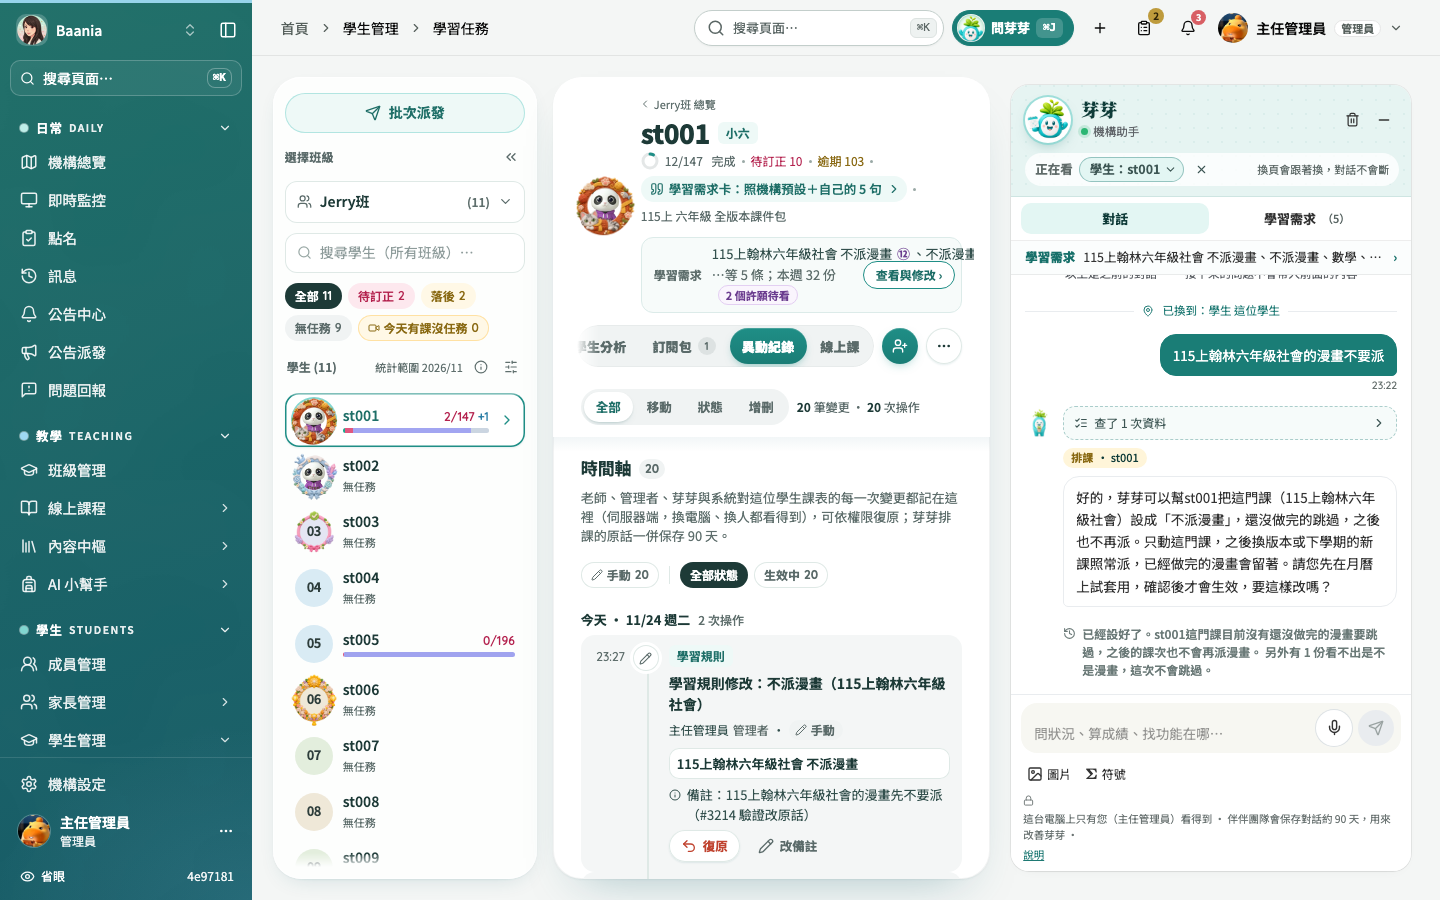 Baania
搜尋頁面… ⌘K
日常 DAILY
機構總覽
即時監控
點名
訊息
公告中心
公告派發
問題回報
教學 TEACHING
班級管理
線上課程
內容中樞
AI 小幫手
學生 STUDENTS
成員管理
家長管理
學生管理
機構設定
主任管理員
管理員
省眼 4e97181
首頁 › 學生管理 › 學習任務
搜尋頁面… ⌘K
問芽芽 ⌘J
2
3
主任管理員 管理員
批次派發
選擇班級
Jerry班 (11)
搜尋學生（所有班級）…
全部 11 待訂正 2 落後 2
無任務 9 今天有課沒任務 0
學生 (11) 統計範圍 2026/11
st001 2/147 +1
st002
無任務
03 st003
無任務
04 st004
無任務
05 st005 0/196
06 st006
無任務
07 st007
無任務
08 st008
無任務
st009
‹ Jerry班 總覽
st001 小六
12/147 完成 • 待訂正 10 • 逾期 103 •
學習需求卡：照機構預設＋自己的 5 句 › •
115上 六年級 全版本課件包
學習需求
115上翰林六年級社會 不派漫畫 ⑫、不派漫畫
…等 5 條；本週 32 份
查看與修改 ›
2 個許願待看
學生分析 訂閱包 1 異動紀錄 線上課
全部 移動 狀態 增刪 20 筆變更 • 20 次操作
時間軸 20
老師、管理者、芽芽與系統對這位學生課表的每一次變更都記在這
裡（伺服器端，換電腦、換人都看得到），可依權限復原；芽芽排
課的原話一併保存 90 天。
手動 20 全部狀態 生效中 20
今天 • 11/24 週二 2 次操作
23:27 學習規則
學習規則修改：不派漫畫（115上翰林六年級
社會）
主任管理員 管理者 • 手動
115上翰林六年級社會 不派漫畫
備註：115上翰林六年級社會的漫畫先不要派
（#3214 驗證改原話）
復原 改備註
芽芽
機構助手
正在看 學生：st001 × 換頁會跟著換，對話不會斷
對話 學習需求 （5）
學習需求 115上翰林六年級社會 不派漫畫、不派漫畫、數學、… ›
已換到：學生 這位學生
115上翰林六年級社會的漫畫不要派
23:22
查了 1 次資料
排課 • st001
好的，芽芽可以幫st001把這門課（115上翰林六年
級社會）設成「不派漫畫」，還沒做完的跳過，之後
也不再派。只動這門課，之後換版本或下學期的新
課照常派，已經做完的漫畫會留著。請您先在月曆
上試套用，確認後才會生效，要這樣改嗎？
已經設好了。st001這門課目前沒有還沒做完的漫畫要跳
過，之後的課次也不會再派漫畫。 另外有 1 份看不出是不
是漫畫，這次不會跳過。
問狀況、算成績、找功能在哪…
圖片 Σ 符號
這台電腦上只有您（主任管理員）看得到 • 伴伴團隊會保存對話約 90 天，用來
改善芽芽 •
說明